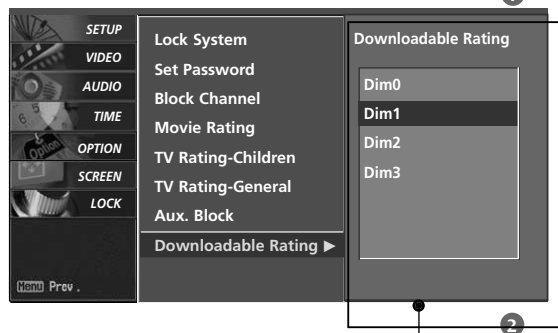 SETUP
VIDEO
AUDIO
TIME
OPTION
SCREEN
LOCK
Menu Prev .
Lock System
Set Password
Block Channel
Movie Rating
TV Rating-Children
TV Rating-General
Aux. Block
Downloadable Rating ▶
Downloadable Rating
Dim0
Dim1
Dim2
Dim3
2